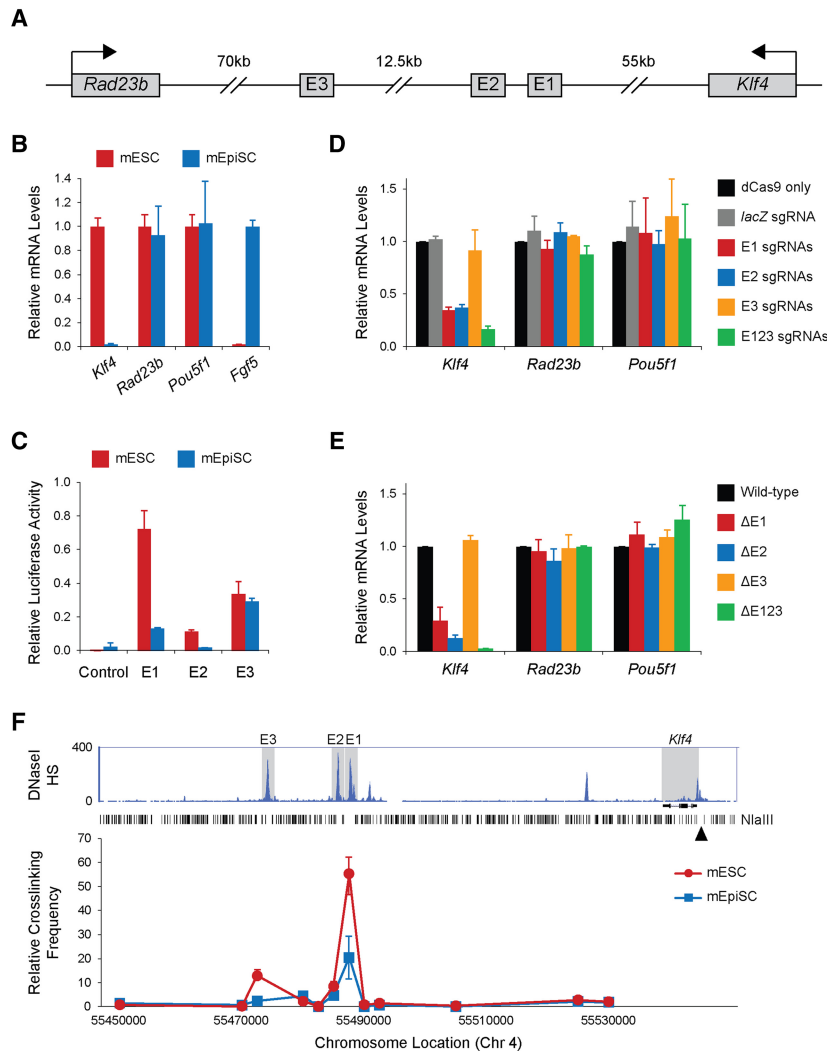 A
70kb 12.5kb 55kb
Rad23b E3 E2 E1 Klf4
B
mESC mEpiSC
Relative mRNA Levels
1.4
1.2
1.0
0.8
0.6
0.4
0.2
0.0
Klf4 Rad23b Pou5f1 Fgf5
D
Relative mRNA Levels
1.5
1.0
0.5
0.0
Klf4 Rad23b Pou5f1
dCas9 only
lacZ sgRNA
E1 sgRNAs
E2 sgRNAs
E3 sgRNAs
E123 sgRNAs
C
mESC mEpiSC
Relative Luciferase Activity
1.0
0.8
0.6
0.4
0.2
0.0
Control E1 E2 E3
E
Relative mRNA Levels
1.5
1.0
0.5
0.0
Klf4 Rad23b Pou5f1
Wild-type
ΔE1
ΔE2
ΔE3
ΔE123
F
E3 E2 E1 Klf4
DNaseI
HS
400
0
NlaIII
Relative Crosslinking
Frequency
70
60
50
40
30
20
10
0
mESC
mEpiSC
55450000 55470000 55490000 55510000 55530000
Chromosome Location (Chr 4)